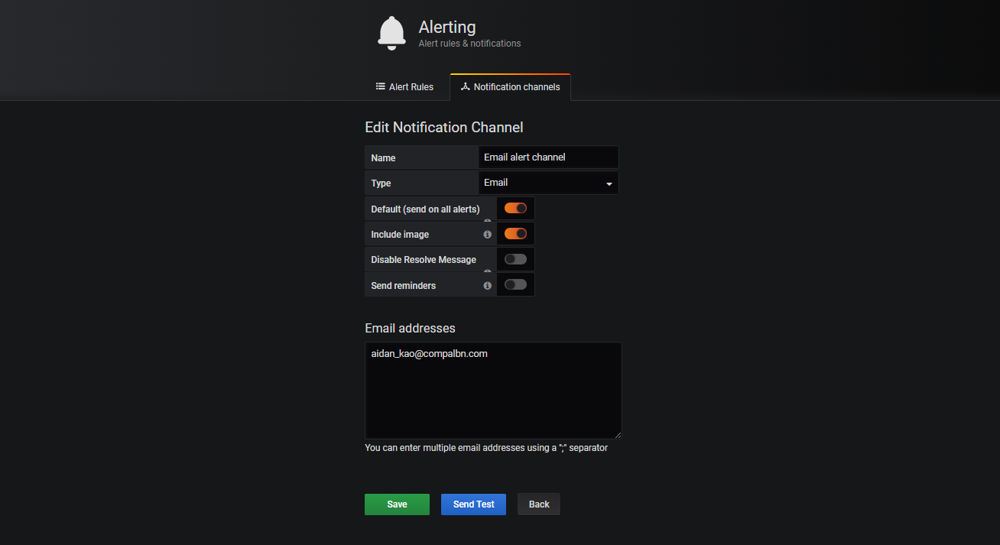 Alerting
Alert rules & notifications
Alert Rules
Notification channels
Edit Notification Channel
Name
Email alert channel
Type
Email
Default (send on all alerts)
Include image
Disable Resolve Message
Send reminders
Email addresses
aidan_kao@compalbn.com
You can enter multiple email addresses using a ";" separator
Save
Send Test
Back